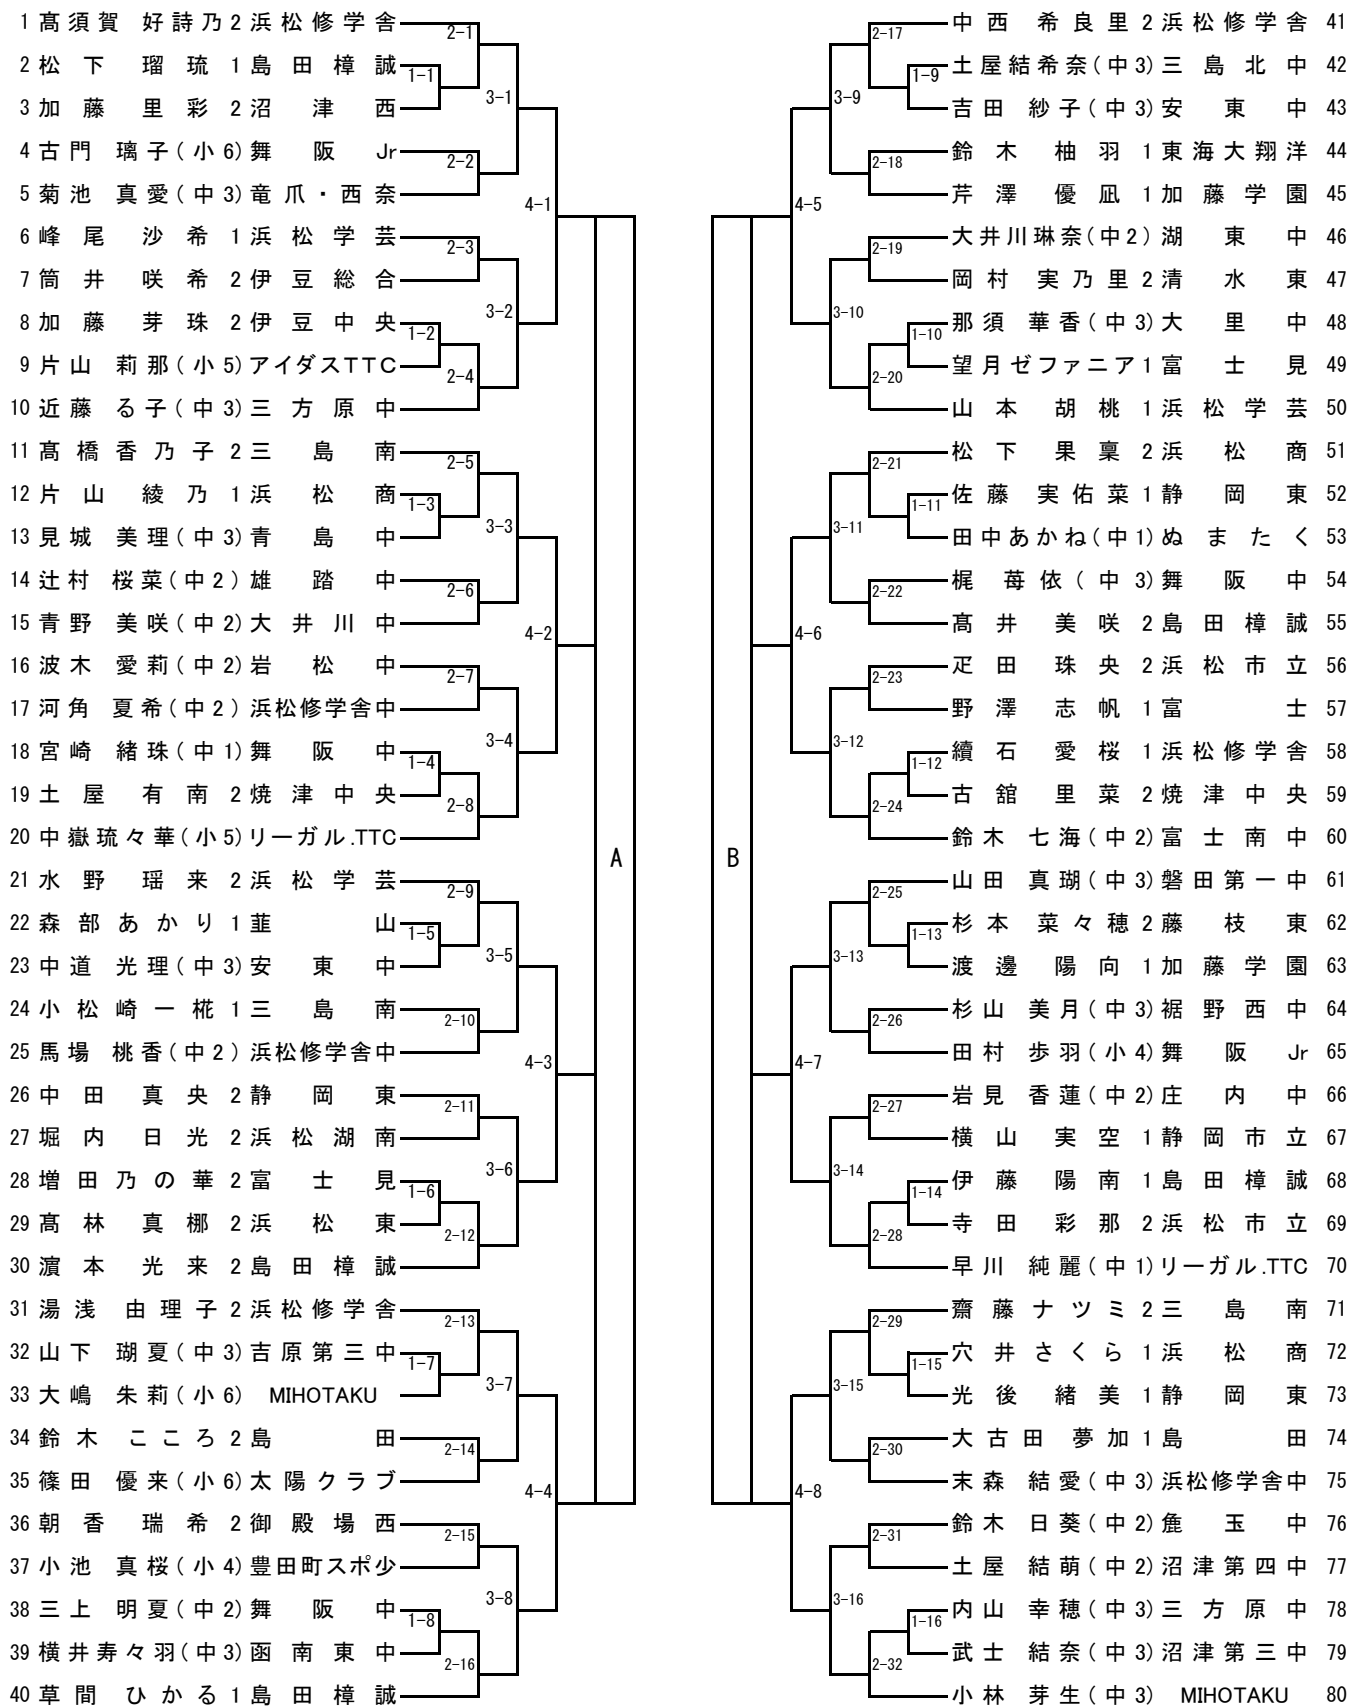 1 髙須賀 好詩乃 2 浜松修学舎
2 松下 瑠琉 1 島田樟誠
3 加藤 里彩 2 沼津西
4 古門 璃子(小6) 舞阪Jr
5 菊池 真愛(中3) 竜爪・西奈
6 峰尾 沙希 1 浜松学芸
7 筒井 咲希 2 伊豆総合
8 加藤 芽珠 2 伊豆中央
9 片山 莉那(小5) アイダスTTC
10 近藤 る子(中3) 三方原中
11 髙橋香乃子 2 三島南
12 片山 綾乃 1 浜松商
13 見城 美理(中3) 青島中
14 辻村 桜菜(中2) 雄踏中
15 青野 美咲(中2) 大井川中
16 波木 愛莉(中2) 岩松中
17 河角 夏希(中2) 浜松修学舎中
18 宮崎 緒珠(中1) 舞阪中
19 土屋 有南 2 焼津中央
20 中嶽琉々華(小5) リーガル.TTC
21 水野 瑶来 2 浜松学芸
22 森部あかり 1 韮山
23 中道 光理(中3) 安東中
24 小松崎一椛 1 三島南
25 馬場 桃香(中2) 浜松修学舎中
26 中田 真央 2 静岡東
27 堀内 日光 2 浜松湖南
28 増田乃の華 2 富士見
29 髙林 真梛 2 浜松東
30 濵本 光来 2 島田樟誠
31 湯浅 由理子 2 浜松修学舎
32 山下 瑚夏(中3) 吉原第三中
33 大嶋 朱莉(小6) MIHOTAKU
34 鈴木 こころ 2 島田
35 篠田 優来(小6) 太陽クラブ
36 朝香 瑞希 2 御殿場西
37 小池 真桜(小4) 豊田町スポ少
38 三上 明夏(中2) 舞阪中
39 横井寿々羽(中3) 函南東中
40 草間 ひかる 1 島田樟誠
1-1
1-2
1-3
1-4
1-5
1-6
1-7
1-8
2-1
2-2
2-3
2-4
2-5
2-6
2-7
2-8
2-9
2-10
2-11
2-12
2-13
2-14
2-15
2-16
3-1
3-2
3-3
3-4
3-5
3-6
3-7
3-8
4-1
4-2
4-3
4-4
A
B
4-5
4-6
4-7
4-8
3-9
3-10
3-11
3-12
3-13
3-14
3-15
3-16
2-17
2-18
2-19
2-20
2-21
2-22
2-23
2-24
2-25
2-26
2-27
2-28
2-29
2-30
2-31
2-32
1-9
1-10
1-11
1-12
1-13
1-14
1-15
1-16
中西 希良里 2 浜松修学舎 41
土屋結希奈(中3) 三島北中 42
吉田 紗子(中3) 安東中 43
鈴木 柚羽 1 東海大翔洋 44
芹澤 優凪 1 加藤学園 45
大井川琳奈(中2) 湖東中 46
岡村 実乃里 2 清水東 47
那須 華香(中3) 大里中 48
望月ゼファニア 1 富士見 49
山本 胡桃 1 浜松学芸 50
松下 果稟 2 浜松商 51
佐藤 実佑菜 1 静岡東 52
田中あかね(中1) ぬまたく 53
梶 苺依(中3) 舞阪中 54
髙井 美咲 2 島田樟誠 55
疋田 珠央 2 浜松市立 56
野澤 志帆 1 富士 57
續石 愛桜 1 浜松修学舎 58
古舘 里菜 2 焼津中央 59
鈴木 七海(中2) 富士南中 60
山田 真瑚(中3) 磐田第一中 61
杉本 菜々穂 2 藤枝東 62
渡邊 陽向 1 加藤学園 63
杉山 美月(中3) 裾野西中 64
田村 歩羽(小4) 舞阪Jr 65
岩見 香蓮(中2) 庄内中 66
横山 実空 1 静岡市立 67
伊藤 陽南 1 島田樟誠 68
寺田 彩那 2 浜松市立 69
早川 純麗(中1) リーガル.TTC 70
齋藤ナツミ 2 三島南 71
穴井さくら 1 浜松商 72
光後 緒美 1 静岡東 73
大古田 夢加 1 島田 74
末森 結愛(中3) 浜松修学舎中 75
鈴木 日葵(中2) 麁玉中 76
土屋 結萌(中2) 沼津第四中 77
内山 幸穂(中3) 三方原中 78
武士 結奈(中3) 沼津第三中 79
小林 芽生(中3) MIHOTAKU 80